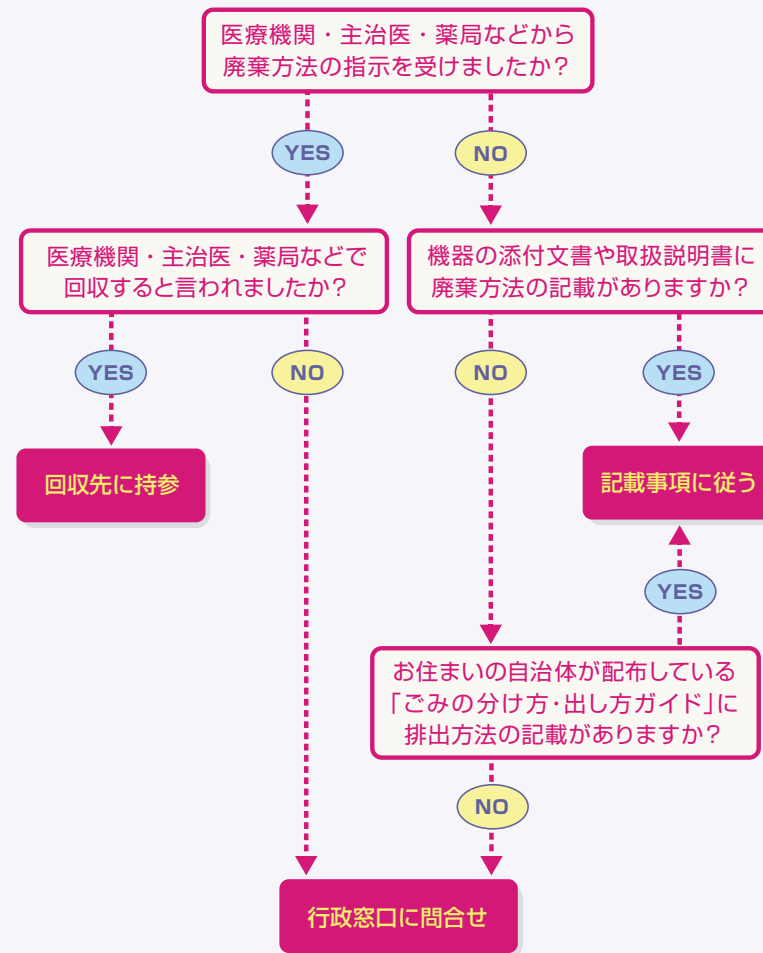 医療機関・主治医・薬局などから
廃棄方法の指示を受けましたか？
YES
NO
医療機関・主治医・薬局などで
回収すると言われましたか？
機器の添付文書や取扱説明書に
廃棄方法の記載がありますか？
YES
NO
NO
YES
回収先に持参
記載事項に従う
YES
お住まいの自治体が配布している
「ごみの分け方・出し方ガイド」に
排出方法の記載がありますか？
NO
行政窓口に問合せ